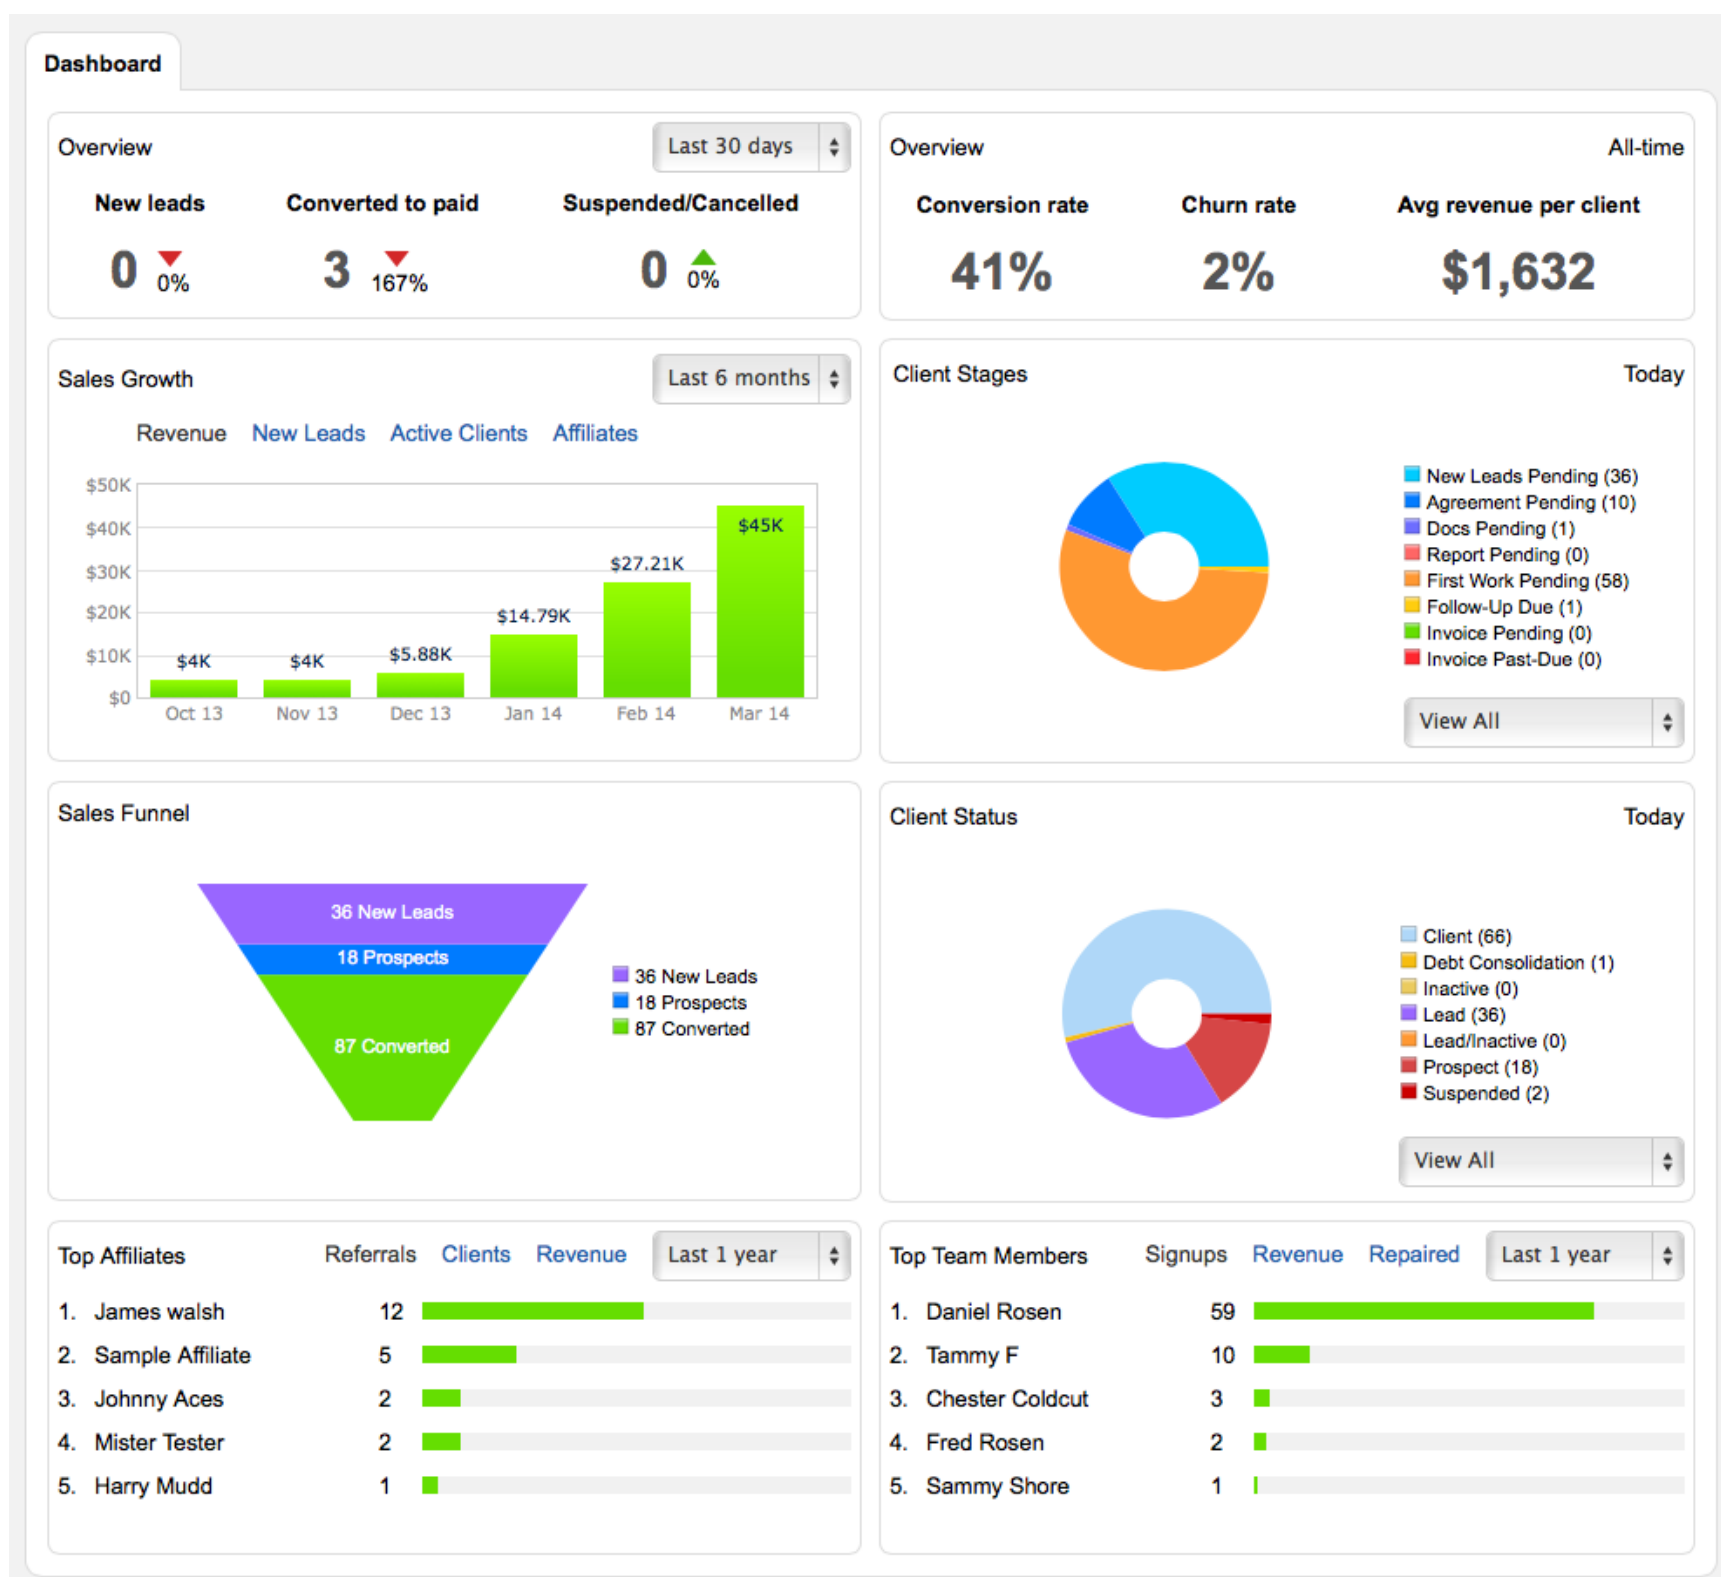 Dashboard
Overview
Last 30 days
New leads Converted to paid Suspended/Cancelled
0 0% 3 167% 0 0%
Overview All-time
Conversion rate Churn rate Avg revenue per client
41% 2% $1,632
Sales Growth
Last 6 months
Revenue New Leads Active Clients Affiliates
$50K
$40K
$30K
$20K
$10K
$0
$4K $4K $5.88K $14.79K $27.21K $45K
Oct 13 Nov 13 Dec 13 Jan 14 Feb 14 Mar 14
Client Stages Today
New Leads Pending (36)
Agreement Pending (10)
Docs Pending (1)
Report Pending (0)
First Work Pending (58)
Follow-Up Due (1)
Invoice Pending (0)
Invoice Past-Due (0)
View All
Sales Funnel
36 New Leads
18 Prospects
87 Converted
36 New Leads
18 Prospects
87 Converted
Client Status Today
Client (66)
Debt Consolidation (1)
Inactive (0)
Lead (36)
Lead/Inactive (0)
Prospect (18)
Suspended (2)
View All
Top Affiliates Referrals Clients Revenue Last 1 year
1. James walsh 12
2. Sample Affiliate 5
3. Johnny Aces 2
4. Mister Tester 2
5. Harry Mudd 1
Top Team Members Signups Revenue Repaired Last 1 year
1. Daniel Rosen 59
2. Tammy F 10
3. Chester Coldcut 3
4. Fred Rosen 2
5. Sammy Shore 1